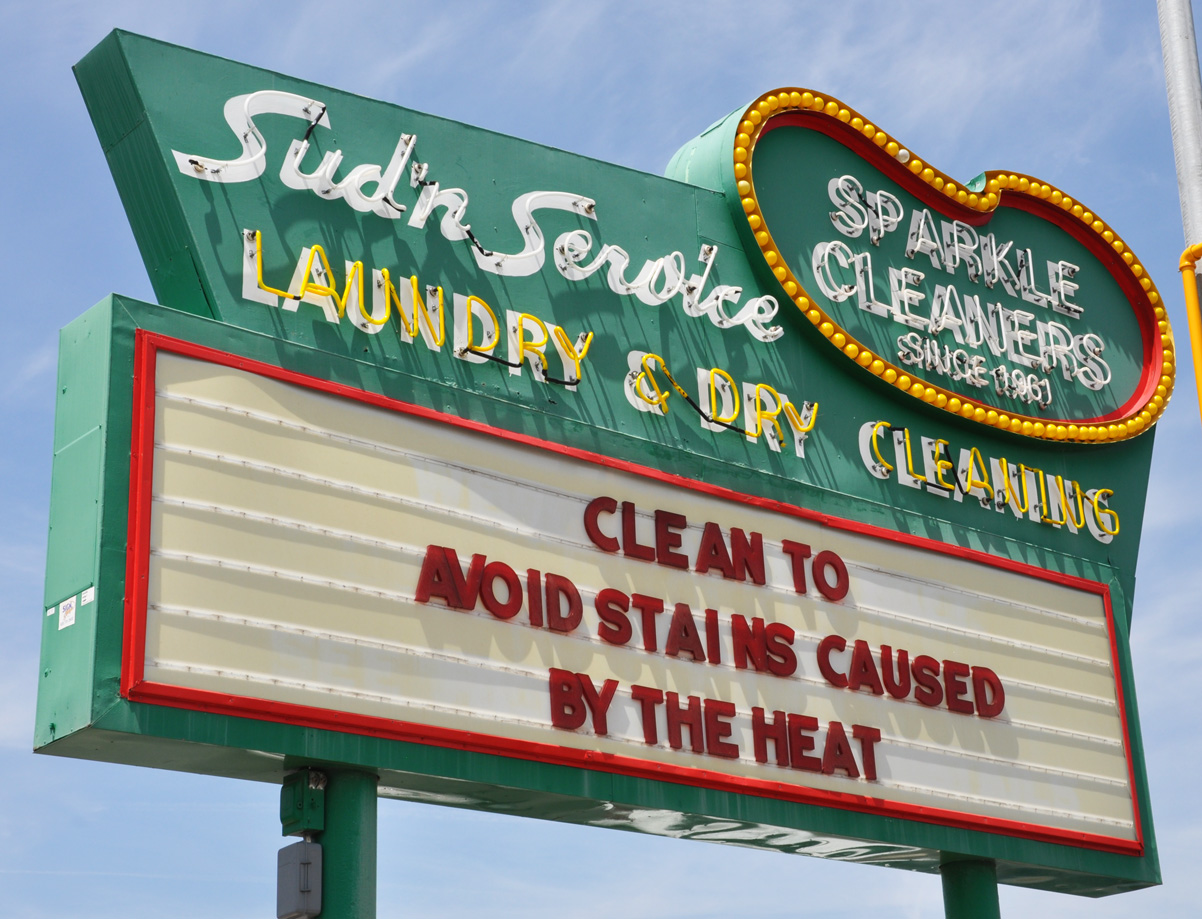 Sud'n Service
LAUNDRY & DRY CLEANING
SPARKLE
CLEANERS
SINCE 1961
CLEAN TO
AVOID STAINS CAUSED
BY THE HEAT